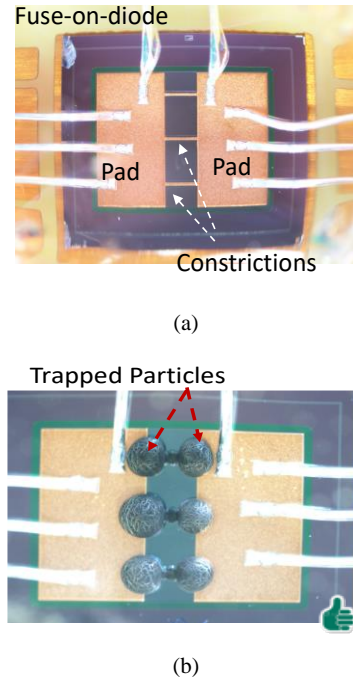 Fuse-on-diode
Pad
Pad
Constrictions
(a)
Trapped Particles
(b)